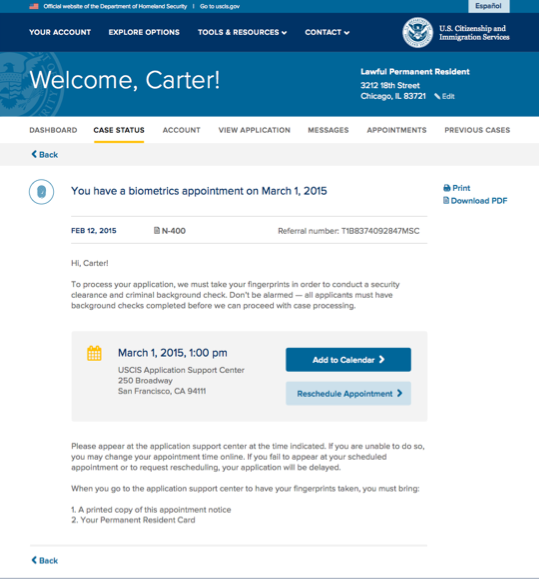 Official website of the Department of Homeland Security | Go to uscis.gov
Español
YOUR ACCOUNT EXPLORE OPTIONS TOOLS & RESOURCES CONTACT
U.S. Citizenship and
Immigration Services
Welcome, Carter!
Lawful Permanent Resident
3212 18th Street
Chicago, IL 83721 Edit
DASHBOARD CASE STATUS ACCOUNT VIEW APPLICATION MESSAGES APPOINTMENTS PREVIOUS CASES
Back
You have a biometrics appointment on March 1, 2015
Print
Download PDF
FEB 12, 2015 N-400 Referral number: T1B8374092847MSC
Hi, Carter!
To process your application, we must take your fingerprints in order to conduct a security
clearance and criminal background check. Don't be alarmed — all applicants must have
background checks completed before we can proceed with case processing.
March 1, 2015, 1:00 pm
USCIS Application Support Center
250 Broadway
San Francisco, CA 94111
Add to Calendar
Reschedule Appointment
Please appear at the application support center at the time indicated. If you are unable to do so,
you may change your appointment time online. If you fail to appear at your scheduled
appointment or to request rescheduling, your application will be delayed.
When you go to the application support center to have your fingerprints taken, you must bring:
1. A printed copy of this appointment notice
2. Your Permanent Resident Card
Back